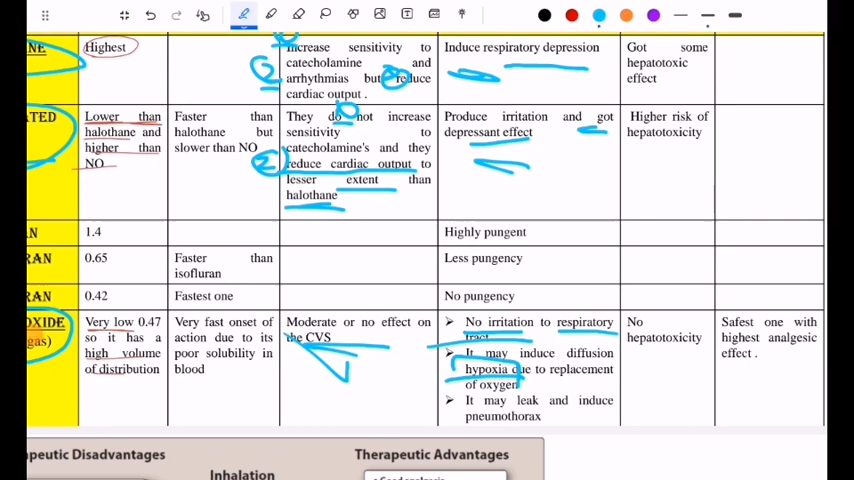 NE
Highest
Increase sensitivity to
catecholamine and
arrhythmias but reduce
cardiac output .
Induce respiratory depression
Got some
hepatotoxic
effect
TED
Lower than
halothane and
higher than
NO
Faster than
halothane but
slower than NO
They do not increase
sensitivity to
catecholamine's and they
reduce cardiac output to
lesser extent than
halothane
Produce irritation and got
depressant effect
Higher risk of
hepatotoxicity
AN
1.4
Highly pungent
RAN
0.65
Faster than
isofluran
Less pungency
RAN
0.42
Fastest one
No pungency
OXIDE
gas)
Very low 0.47
so it has a
high volume
of distribution
Very fast onset of
action due to its
poor solubility in
blood
Moderate or no effect on
the CVS
➢ No irritation to respiratory
tract
➢ It may induce diffusion
hypoxia due to replacement
of oxygen
➢ It may leak and induce
pneumothorax
No
hepatotoxicity
Safest one with
highest analgesic
effect .
apeutic Disadvantages
Therapeutic Advantages
Inhalation